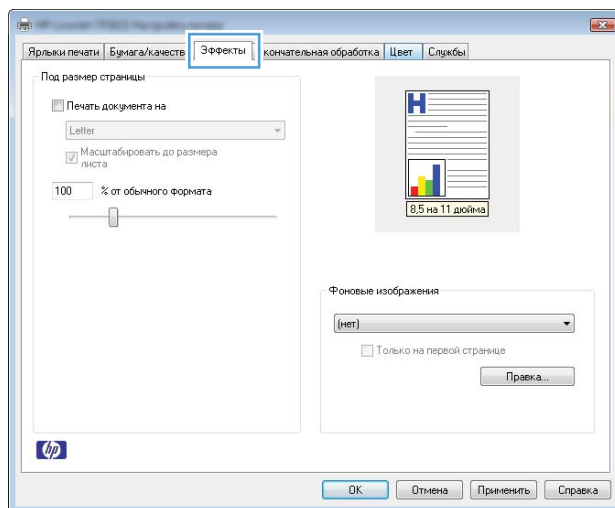 Ярлыки печати
Бумага/качеств
Эффекты
кончательная обработка
Цвет
Службы
Под размер страницы
Печать документа на
Letter
Масштабировать до размера
листа
100 % от обычного формата
H
8,5 на 11 дюйма
Фоновые изображения
(нет)
Только на первой странице
Правка...
hp
OK
Отмена
Применить
Справка